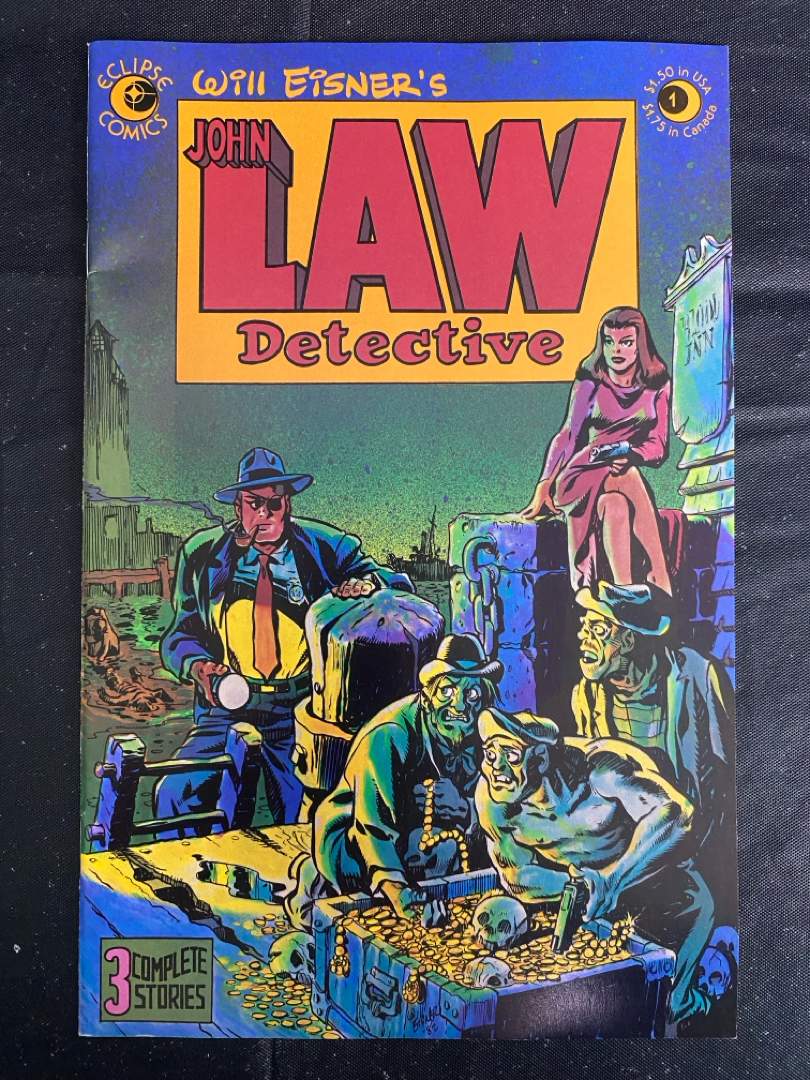 ECLIPSE
COMICS
Will EiSNER'S
$1.50 in USA
1
$1.75 in Canada
JOHN
LAW
Detective
INN
3 COMPLETE
STORIES